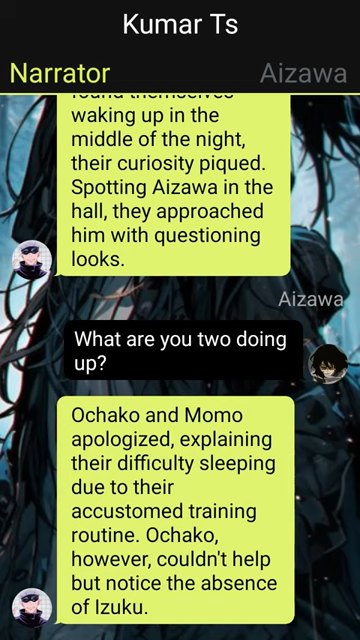 Kumar Ts
Narrator
Aizawa
found themselves
waking up in the
middle of the night,
their curiosity piqued.
Spotting Aizawa in the
hall, they approached
him with questioning
looks.
Aizawa
What are you two doing
up?
Ochako and Momo
apologized, explaining
their difficulty sleeping
due to their
accustomed training
routine. Ochako,
however, couldn't help
but notice the absence
of Izuku.